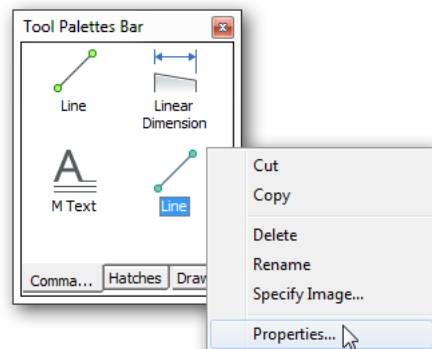 Tool Palettes Bar
Line
Linear
Dimension
M Text
Line
Comma...
Hatches
Draw
Cut
Copy
Delete
Rename
Specify Image...
Properties...